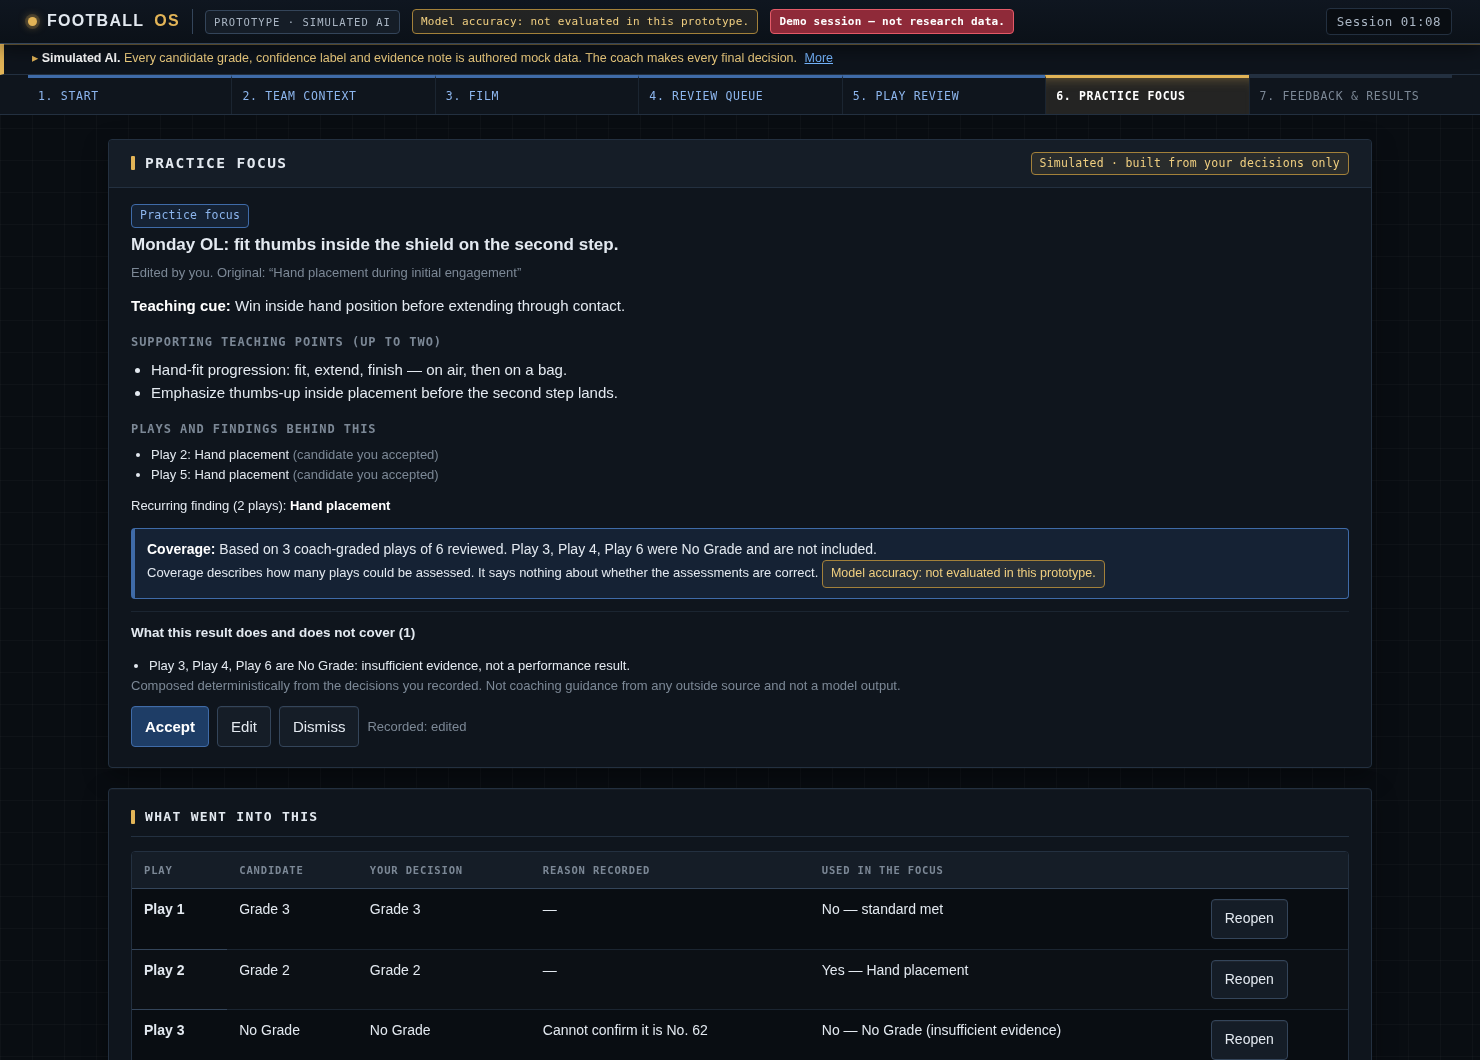 FOOTBALL OS
PROTOTYPE · SIMULATED AI
Model accuracy: not evaluated in this prototype.
Demo session — not research data.
Session 01:08
▸ Simulated AI. Every candidate grade, confidence label and evidence note is authored mock data. The coach makes every final decision. More
1. START
2. TEAM CONTEXT
3. FILM
4. REVIEW QUEUE
5. PLAY REVIEW
6. PRACTICE FOCUS
7. FEEDBACK & RESULTS
PRACTICE FOCUS
Simulated · built from your decisions only
Practice focus
Monday OL: fit thumbs inside the shield on the second step.
Edited by you. Original: “Hand placement during initial engagement”
Teaching cue: Win inside hand position before extending through contact.
SUPPORTING TEACHING POINTS (UP TO TWO)
• Hand-fit progression: fit, extend, finish — on air, then on a bag.
• Emphasize thumbs-up inside placement before the second step lands.
PLAYS AND FINDINGS BEHIND THIS
• Play 2: Hand placement (candidate you accepted)
• Play 5: Hand placement (candidate you accepted)
Recurring finding (2 plays): Hand placement
Coverage: Based on 3 coach-graded plays of 6 reviewed. Play 3, Play 4, Play 6 were No Grade and are not included.
Coverage describes how many plays could be assessed. It says nothing about whether the assessments are correct. Model accuracy: not evaluated in this prototype.
What this result does and does not cover (1)
• Play 3, Play 4, Play 6 are No Grade: insufficient evidence, not a performance result.
Composed deterministically from the decisions you recorded. Not coaching guidance from any outside source and not a model output.
Accept Edit Dismiss Recorded: edited
WHAT WENT INTO THIS
PLAY CANDIDATE YOUR DECISION REASON RECORDED USED IN THE FOCUS
Play 1 Grade 3 Grade 3 — No — standard met Reopen
Play 2 Grade 2 Grade 2 — Yes — Hand placement Reopen
Play 3 No Grade No Grade Cannot confirm it is No. 62 No — No Grade (insufficient evidence) Reopen